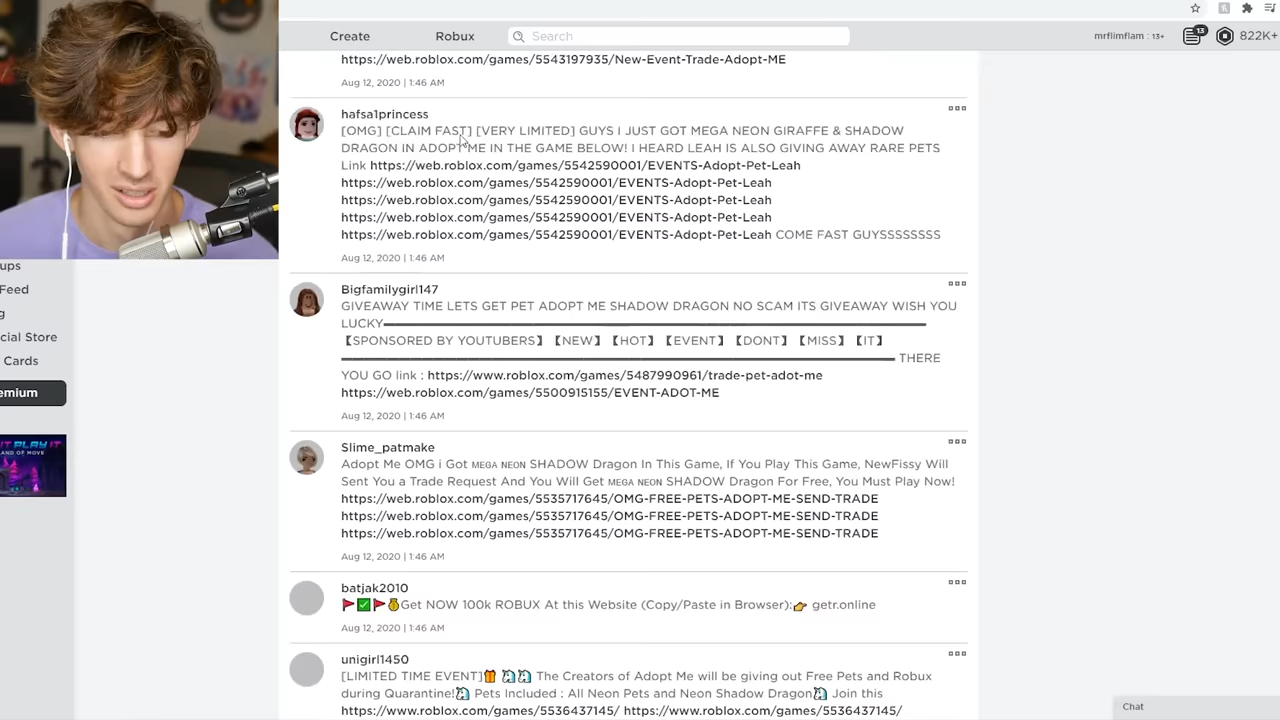 Create
Robux
Search
mrflimflam : 13+
13
822K+
https://web.roblox.com/games/5543197935/New-Event-Trade-Adopt-ME
Aug 12, 2020 | 1:46 AM
hafsa1princess
[OMG] [CLAIM FAST] [VERY LIMITED] GUYS I JUST GOT MEGA NEON GIRAFFE & SHADOW
DRAGON IN ADOPT ME IN THE GAME BELOW! I HEARD LEAH IS ALSO GIVING AWAY RARE PETS
Link https://web.roblox.com/games/5542590001/EVENTS-Adopt-Pet-Leah
https://web.roblox.com/games/5542590001/EVENTS-Adopt-Pet-Leah
https://web.roblox.com/games/5542590001/EVENTS-Adopt-Pet-Leah
https://web.roblox.com/games/5542590001/EVENTS-Adopt-Pet-Leah
https://web.roblox.com/games/5542590001/EVENTS-Adopt-Pet-Leah COME FAST GUYSSSSSSSS
Aug 12, 2020 | 1:46 AM
Bigfamilygirl147
GIVEAWAY TIME LETS GET PET ADOPT ME SHADOW DRAGON NO SCAM ITS GIVEAWAY WISH YOU
LUCKY
【SPONSORED BY YOUTUBERS】 【NEW】 【HOT】 【EVENT】 【DONT】 【MISS】 【IT】
THERE
YOU GO link : https://www.roblox.com/games/5487990961/trade-pet-adot-me
https://web.roblox.com/games/5500915155/EVENT-ADOT-ME
Aug 12, 2020 | 1:46 AM
Slime_patmake
Adopt Me OMG i Got ᴍᴇɢᴀ ɴᴇᴏɴ SHADOW Dragon In This Game, If You Play This Game, NewFissy Will
Sent You a Trade Request And You Will Get ᴍᴇɢᴀ ɴᴇᴏɴ SHADOW Dragon For Free, You Must Play Now!
https://web.roblox.com/games/5535717645/OMG-FREE-PETS-ADOPT-ME-SEND-TRADE
https://web.roblox.com/games/5535717645/OMG-FREE-PETS-ADOPT-ME-SEND-TRADE
https://web.roblox.com/games/5535717645/OMG-FREE-PETS-ADOPT-ME-SEND-TRADE
Aug 12, 2020 | 1:46 AM
batjak2010
🚩✅🚩💰Get NOW 100k ROBUX At this Website (Copy/Paste in Browser):👉 getr.online
Aug 12, 2020 | 1:46 AM
unigirl1450
[LIMITED TIME EVENT]🎁 🦄🦄 The Creators of Adopt Me will be giving out Free Pets and Robux
during Quarantine!🦄 Pets Included : All Neon Pets and Neon Shadow Dragon🦄 Join this
https://www.roblox.com/games/5536437145/ https://www.roblox.com/games/5536437145/
ups
Feed
g
cial Store
Cards
emium
Chat